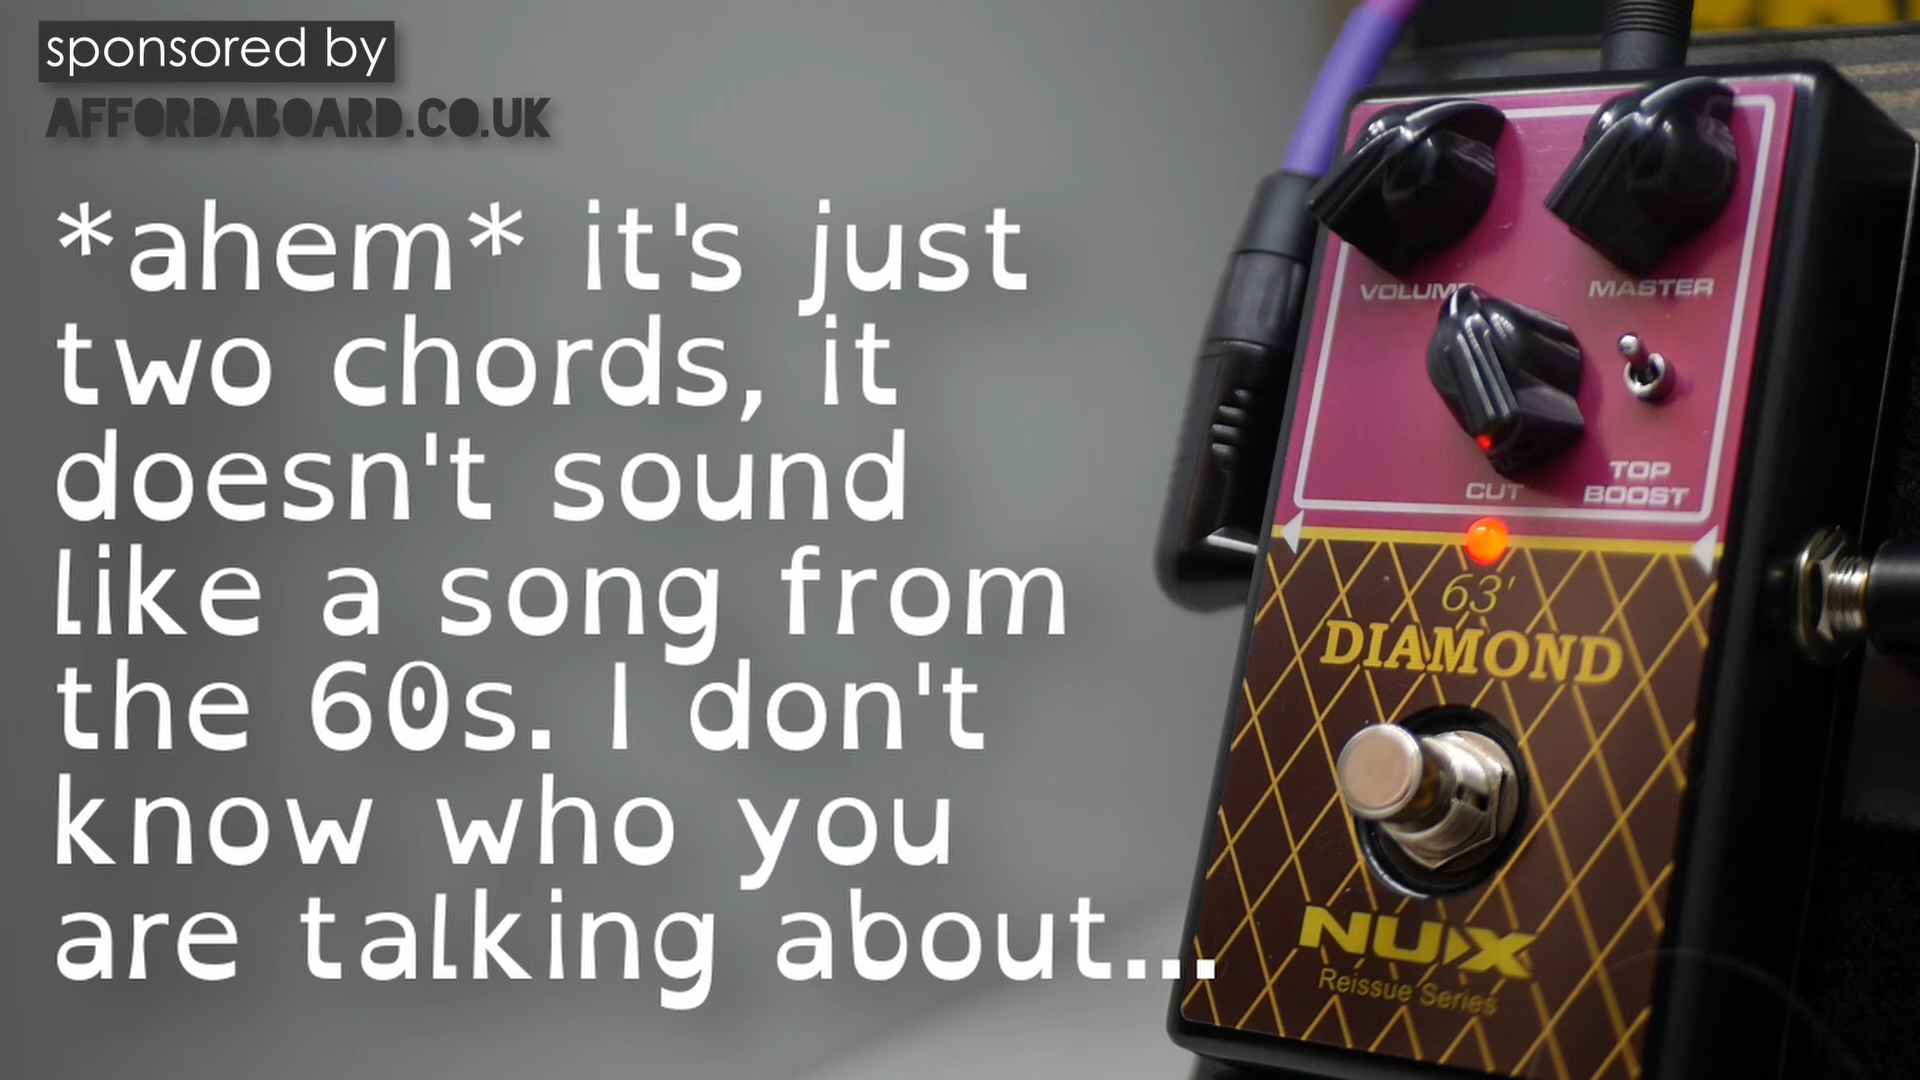 sponsored by
AFFORDABOARD.CO.UK
*ahem* it's just
two chords, it
doesn't sound
like a song from
the 60s. I don't
know who you
are talking about...
VOLUME
MASTER
CUT
TOP
BOOST
63'
DIAMOND
NUX
Reissue Series